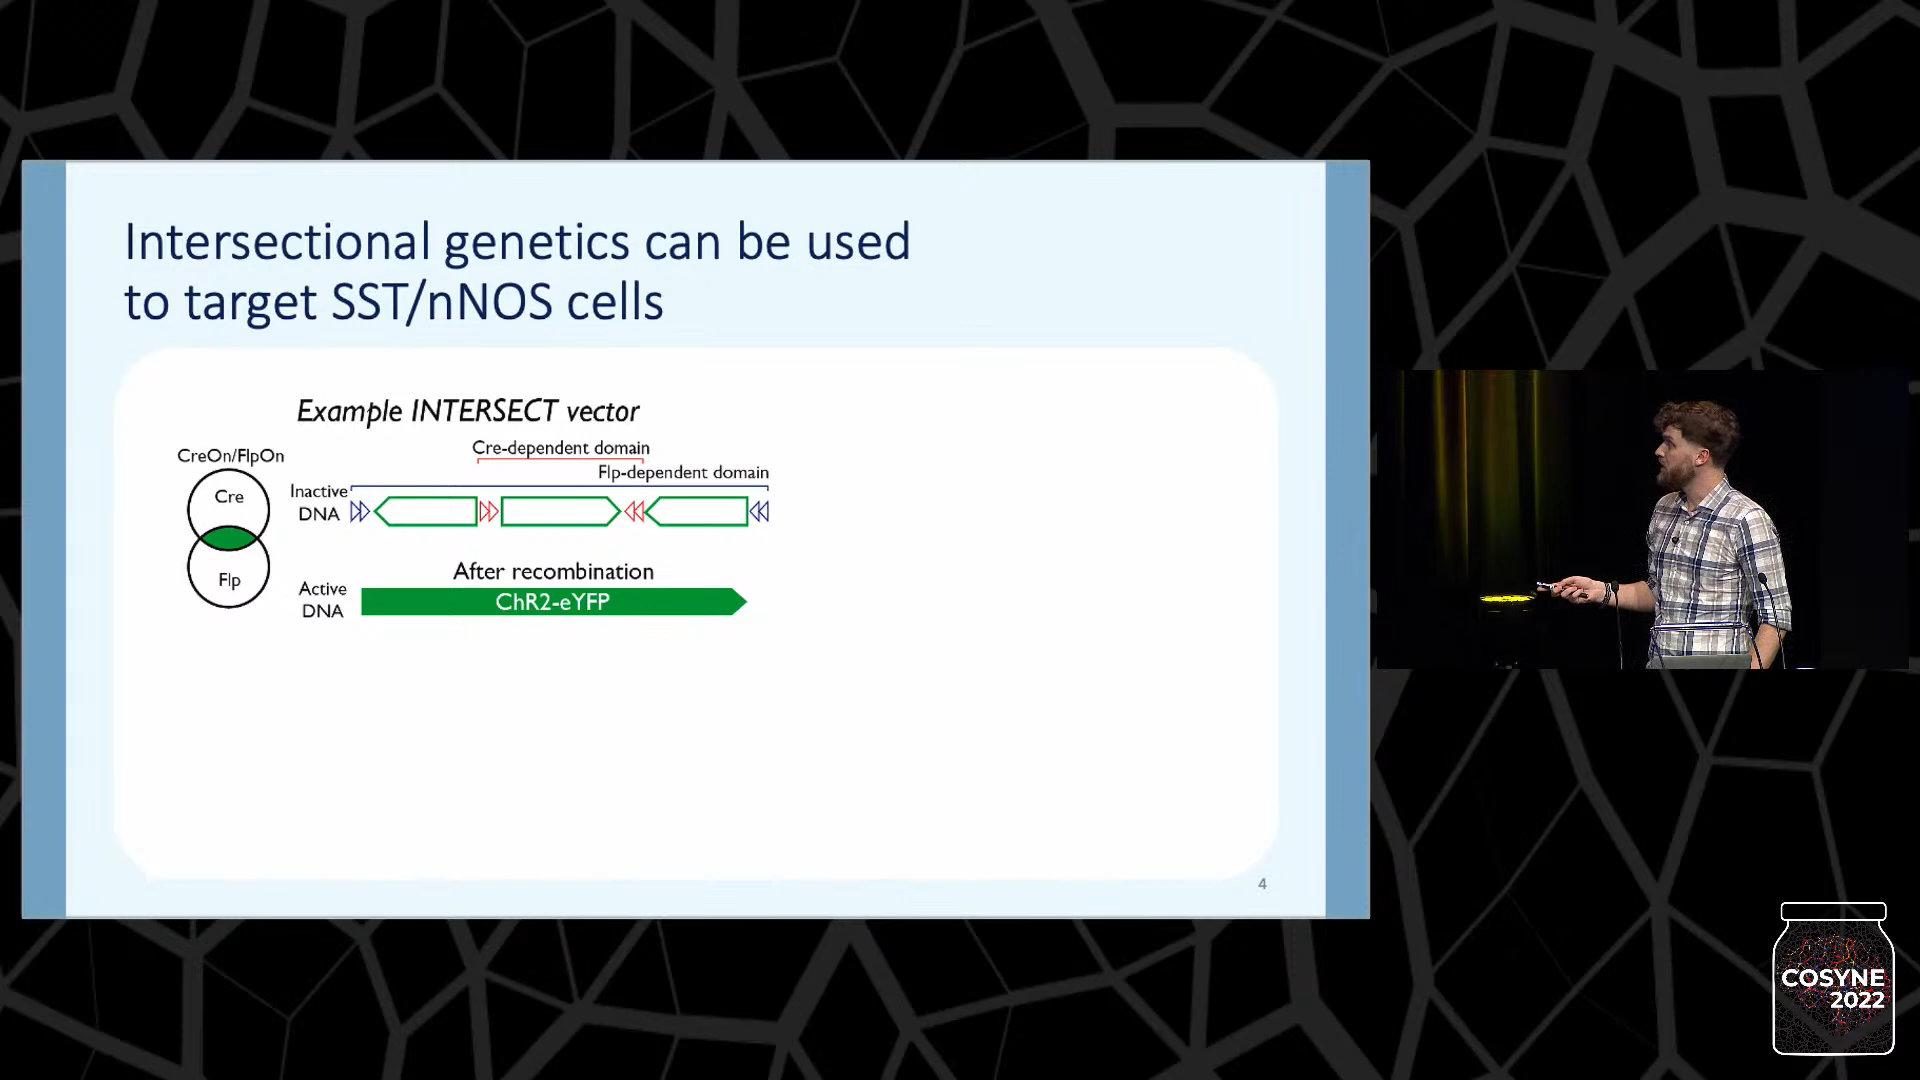 Intersectional genetics can be used
to target SST/nNOS cells
Example INTERSECT vector
CreOn/FlpOn
Cre
Flp
Cre-dependent domain
Flp-dependent domain
Inactive
DNA
After recombination
Active
DNA
ChR2-eYFP
4
COSYNE
2022